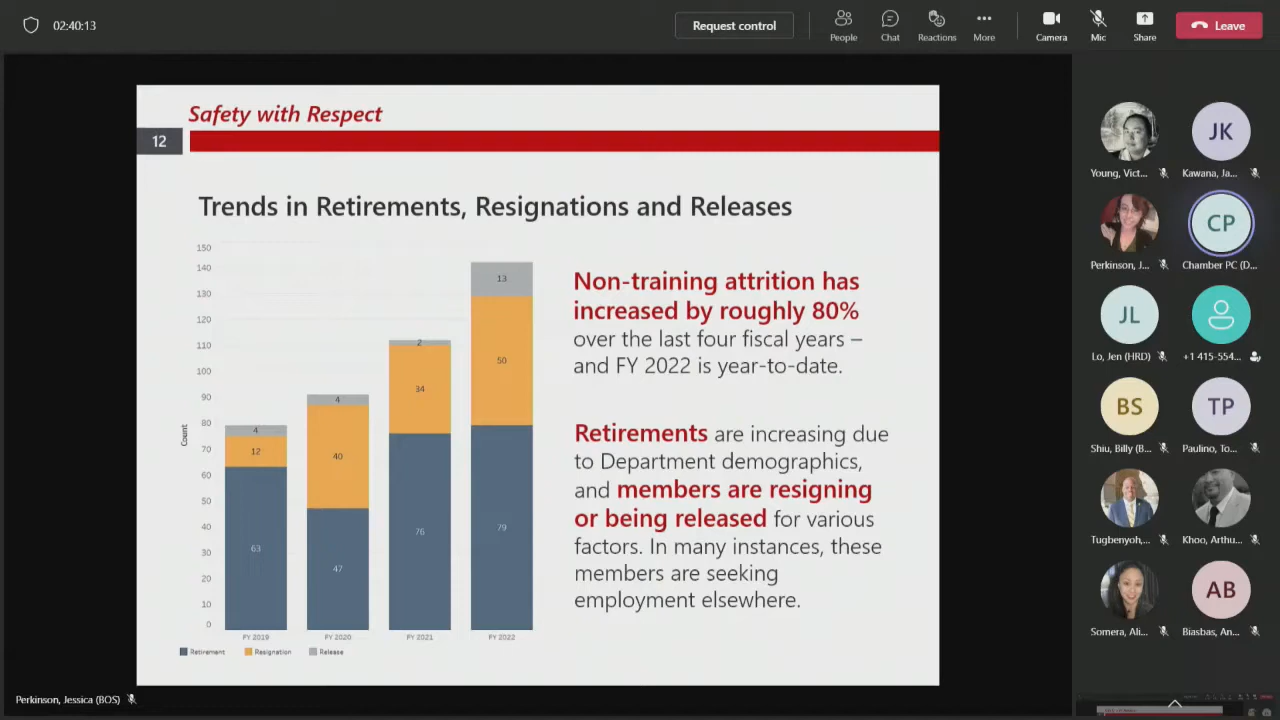 02:40:13
Request control
People
Chat
Reactions
More
Camera
Mic
Share
Leave
Safety with Respect
12
Trends in Retirements, Resignations and Releases
150
140
130
120
110
100
90
80
70
60
50
40
30
20
10
0
Count
4
12
63
4
40
47
2
34
76
13
50
79
FY 2019
FY 2020
FY 2021
FY 2022
Retirement
Resignation
Release
Non-training attrition has
increased by roughly 80%
over the last four fiscal years –
and FY 2022 is year-to-date.
Retirements are increasing due
to Department demographics,
and members are resigning
or being released for various
factors. In many instances, these
members are seeking
employment elsewhere.
Young, Vict...
JK
Kawana, Ja...
Perkinson, J...
CP
Chamber PC (D...
JL
Lo, Jen (HRD)
+1 415-554...
BS
Shiu, Billy (B...
TP
Paulino, To...
Tugbenyoh,...
Khoo, Arthu...
Somera, Ali...
AB
Biasbas, An...
Perkinson, Jessica (BOS)